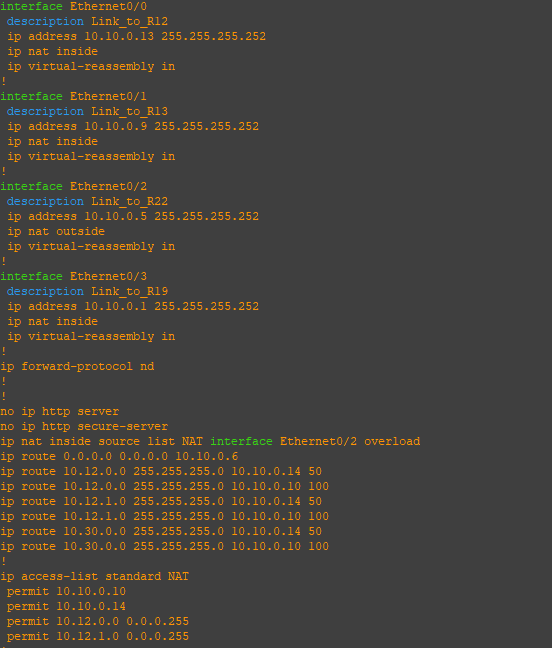 interface Ethernet0/0
description Link_to_R12
ip address 10.10.0.13 255.255.255.252
ip nat inside
ip virtual-reassembly in
!
interface Ethernet0/1
description Link_to_R13
ip address 10.10.0.9 255.255.255.252
ip nat inside
ip virtual-reassembly in
!
interface Ethernet0/2
description Link_to_R22
ip address 10.10.0.5 255.255.255.252
ip nat outside
ip virtual-reassembly in
!
interface Ethernet0/3
description Link_to_R19
ip address 10.10.0.1 255.255.255.252
ip nat inside
ip virtual-reassembly in
!
ip forward-protocol nd
!
!
no ip http server
no ip http secure-server
ip nat inside source list NAT interface Ethernet0/2 overload
ip route 0.0.0.0 0.0.0.0 10.10.0.6
ip route 10.12.0.0 255.255.255.0 10.10.0.14 50
ip route 10.12.0.0 255.255.255.0 10.10.0.10 100
ip route 10.12.1.0 255.255.255.0 10.10.0.14 50
ip route 10.12.1.0 255.255.255.0 10.10.0.10 100
ip route 10.30.0.0 255.255.255.0 10.10.0.14 50
ip route 10.30.0.0 255.255.255.0 10.10.0.10 100
!
ip access-list standard NAT
permit 10.10.0.10
permit 10.10.0.14
permit 10.12.0.0 0.0.0.255
permit 10.12.1.0 0.0.0.255